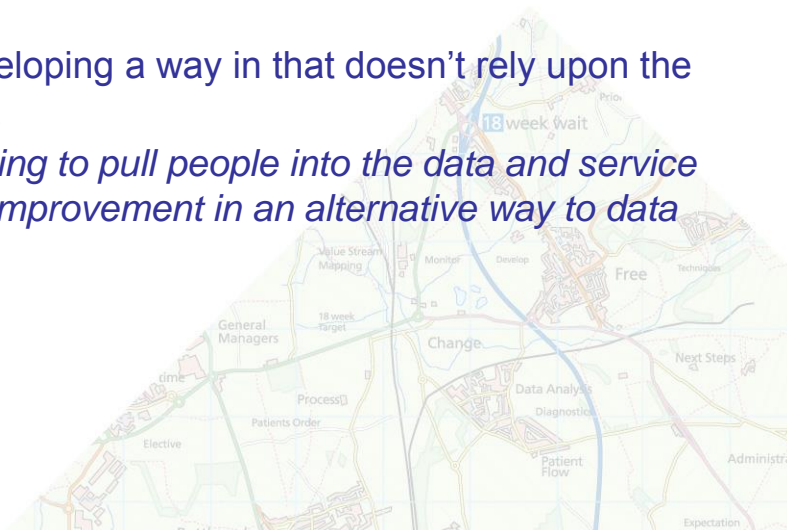 eloping a way in that doesn't rely upon the
ing to pull people into the data and service
mprovement in an alternative way to data
18 week wait
Value Stream
Mapping
Monitor
Develop
Free
Techniques
General
Managers
18 week
Target
Change
Next Steps
time
Process
Data Analysis
Diagnostics
Patients Order
Elective
Patient
Flow
Administra
Expectation